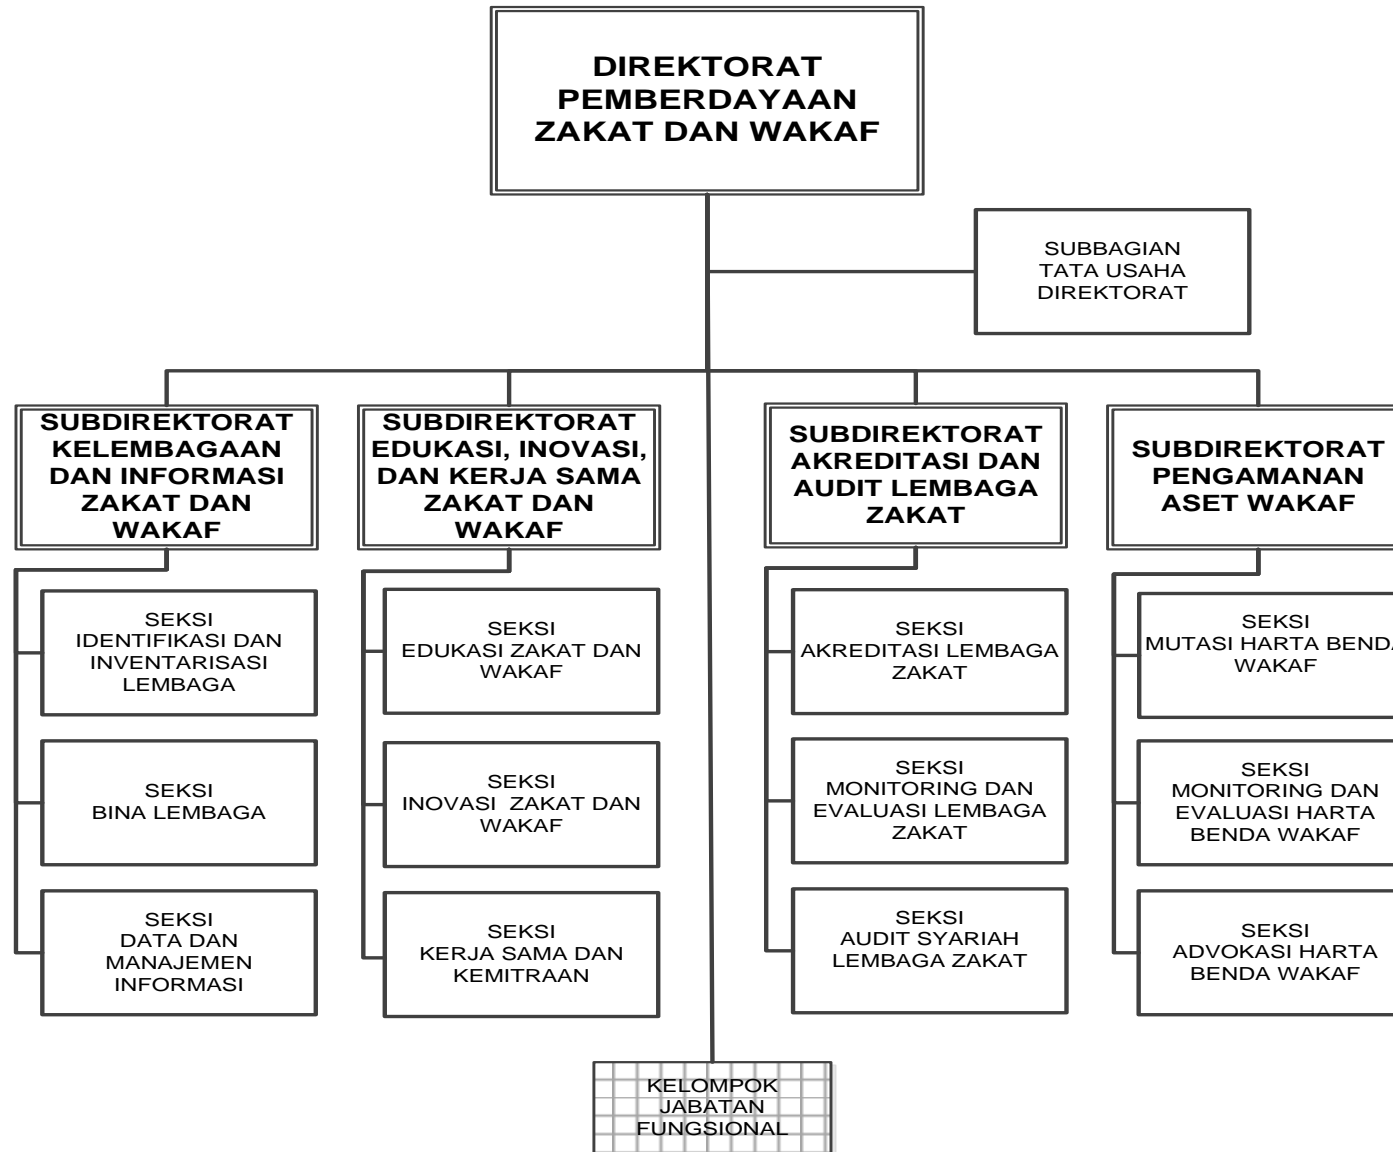 DIREKTORAT
PEMBERDAYAAN
ZAKAT DAN WAKAF
SUBBAGIAN
TATA USAHA
DIREKTORAT
SUBDIREKTORAT
KELEMBAGAAN
DAN INFORMASI
ZAKAT DAN
WAKAF
SUBDIREKTORAT
EDUKASI, INOVASI,
DAN KERJA SAMA
ZAKAT DAN
WAKAF
SUBDIREKTORAT
AKREDITASI DAN
AUDIT LEMBAGA
ZAKAT
SUBDIREKTORAT
PENGAMANAN
ASET WAKAF
SEKSI
IDENTIFIKASI DAN
INVENTARISASI
LEMBAGA
SEKSI
BINA LEMBAGA
SEKSI
DATA DAN
MANAJEMEN
INFORMASI
SEKSI
EDUKASI ZAKAT DAN
WAKAF
SEKSI
INOVASI  ZAKAT DAN
WAKAF
SEKSI
KERJA SAMA DAN
KEMITRAAN
SEKSI
AKREDITASI LEMBAGA
ZAKAT
SEKSI
MONITORING DAN
EVALUASI LEMBAGA
ZAKAT
SEKSI
AUDIT SYARIAH
LEMBAGA ZAKAT
SEKSI
MUTASI HARTA BENDA
WAKAF
SEKSI
MONITORING DAN
EVALUASI HARTA
BENDA WAKAF
SEKSI
ADVOKASI HARTA
BENDA WAKAF
KELOMPOK
JABATAN
FUNGSIONAL